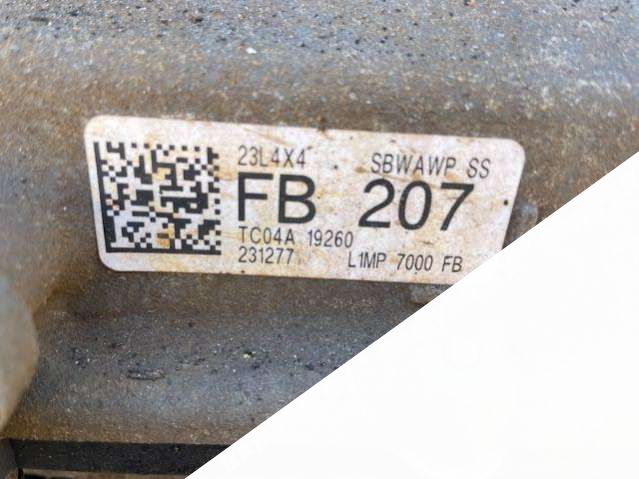 23L4X4 SBWAWP SS
FB 207
TC04A 19260
231277 L1MP 7000 FB